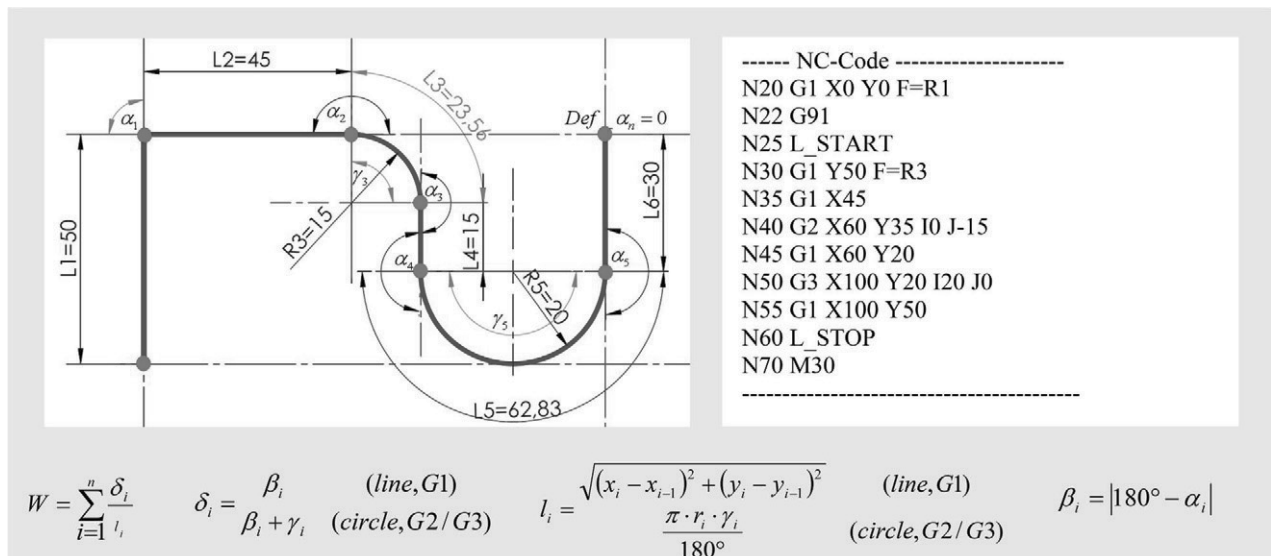 L2=45
L3=23,56
α₁
α₂
Def αₙ=0
γ₃
α₃
R3=15
L1=50
L4=15
L6=30
α₄
α₅
R5=20
γ₅
L5=62,83
------ NC-Code ---------------------
N20 G1 X0 Y0 F=R1
N22 G91
N25 L_START
N30 G1 Y50 F=R3
N35 G1 X45
N40 G2 X60 Y35 I0 J-15
N45 G1 X60 Y20
N50 G3 X100 Y20 I20 J0
N55 G1 X100 Y50
N60 L_STOP
N70 M30
------------------------------------------
W = ∑ᵢ₌₁ⁿ δᵢ/lᵢ
δᵢ = βᵢ (line,G1)
βᵢ + γᵢ (circle,G2/G3)
lᵢ = √((xᵢ − xᵢ₋₁)² + (yᵢ − yᵢ₋₁)²) (line,G1)
π·rᵢ·γᵢ/180° (circle,G2/G3)
βᵢ = |180° − αᵢ|